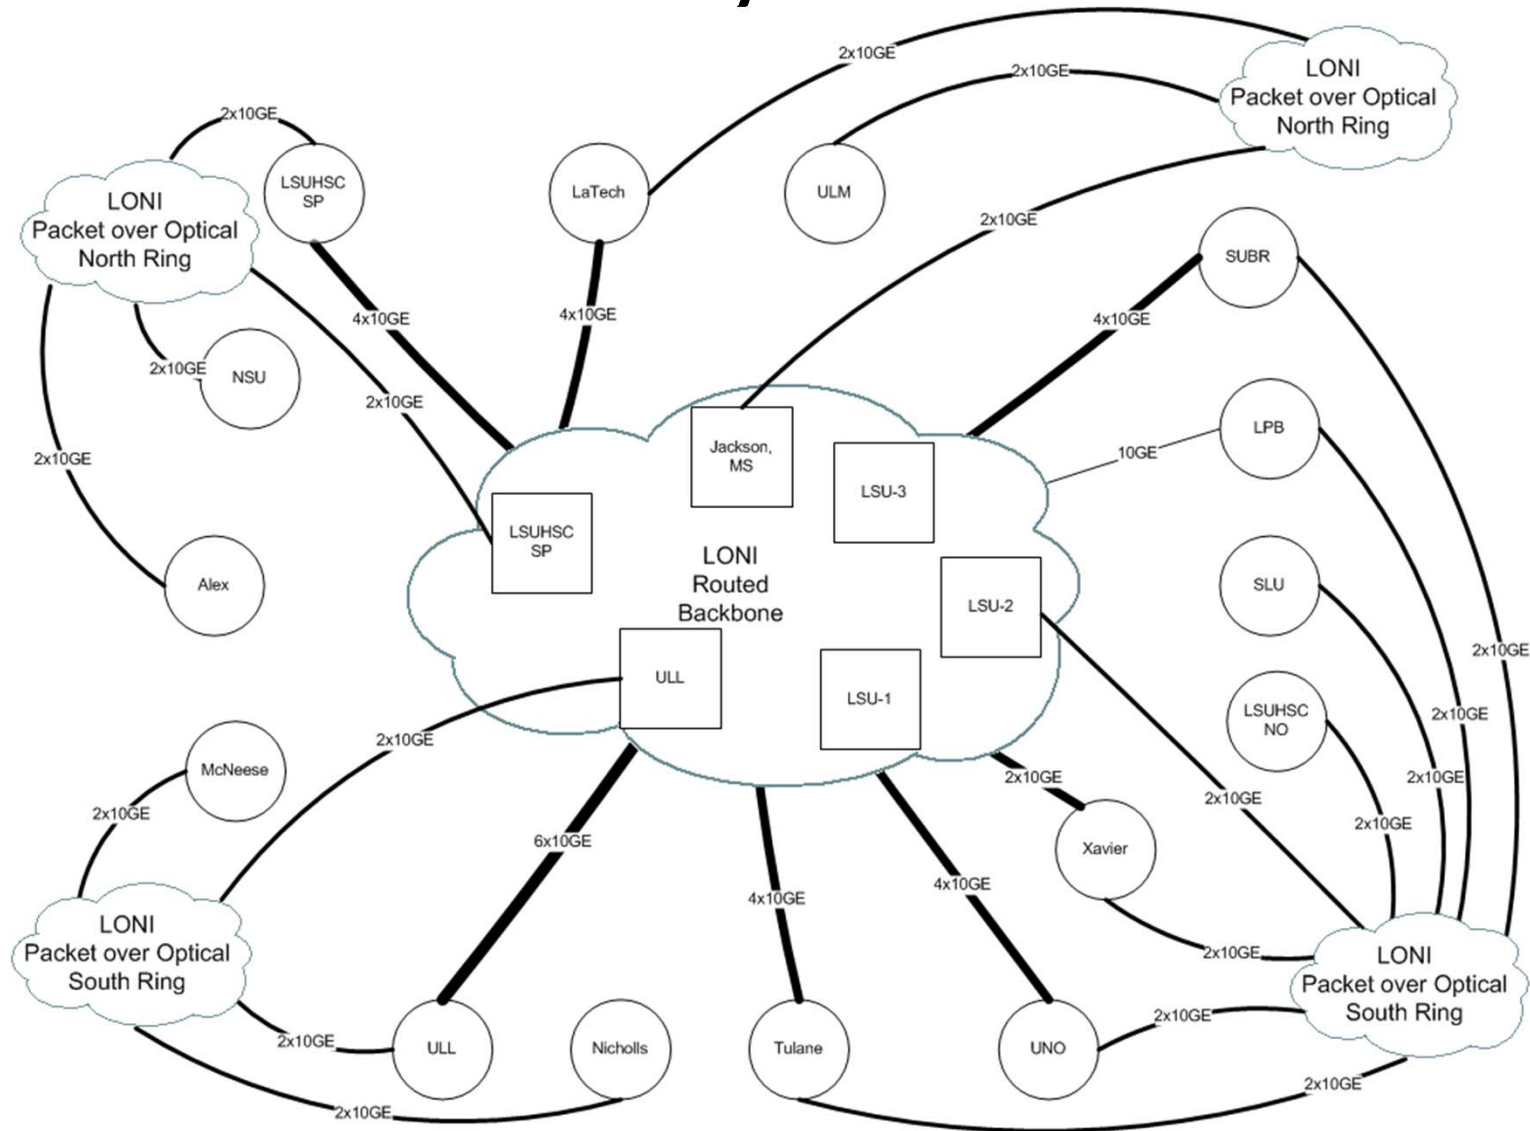 2x10GE
2x10GE
2x10GE
LONI
Packet over Optical
North Ring
LSUHSC
SP
LaTech
ULM
LONI
Packet over Optical
North Ring
2x10GE
SUBR
4x10GE
4x10GE
4x10GE
2x10GE
NSU
2x10GE
2x10GE
Alex
Jackson,
MS
LSU-3
10GE
LPB
LSUHSC
SP
LONI
Routed
Backbone
LSU-2
SLU
2x10GE
ULL
LSU-1
LSUHSC
NO
2x10GE
2x10GE
McNeese
2x10GE
2x10GE
2x10GE
2x10GE
2x10GE
6x10GE
4x10GE
4x10GE
Xavier
LONI
Packet over Optical
South Ring
2x10GE
LONI
Packet over Optical
South Ring
2x10GE
2x10GE
ULL
Nicholls
Tulane
UNO
2x10GE
2x10GE